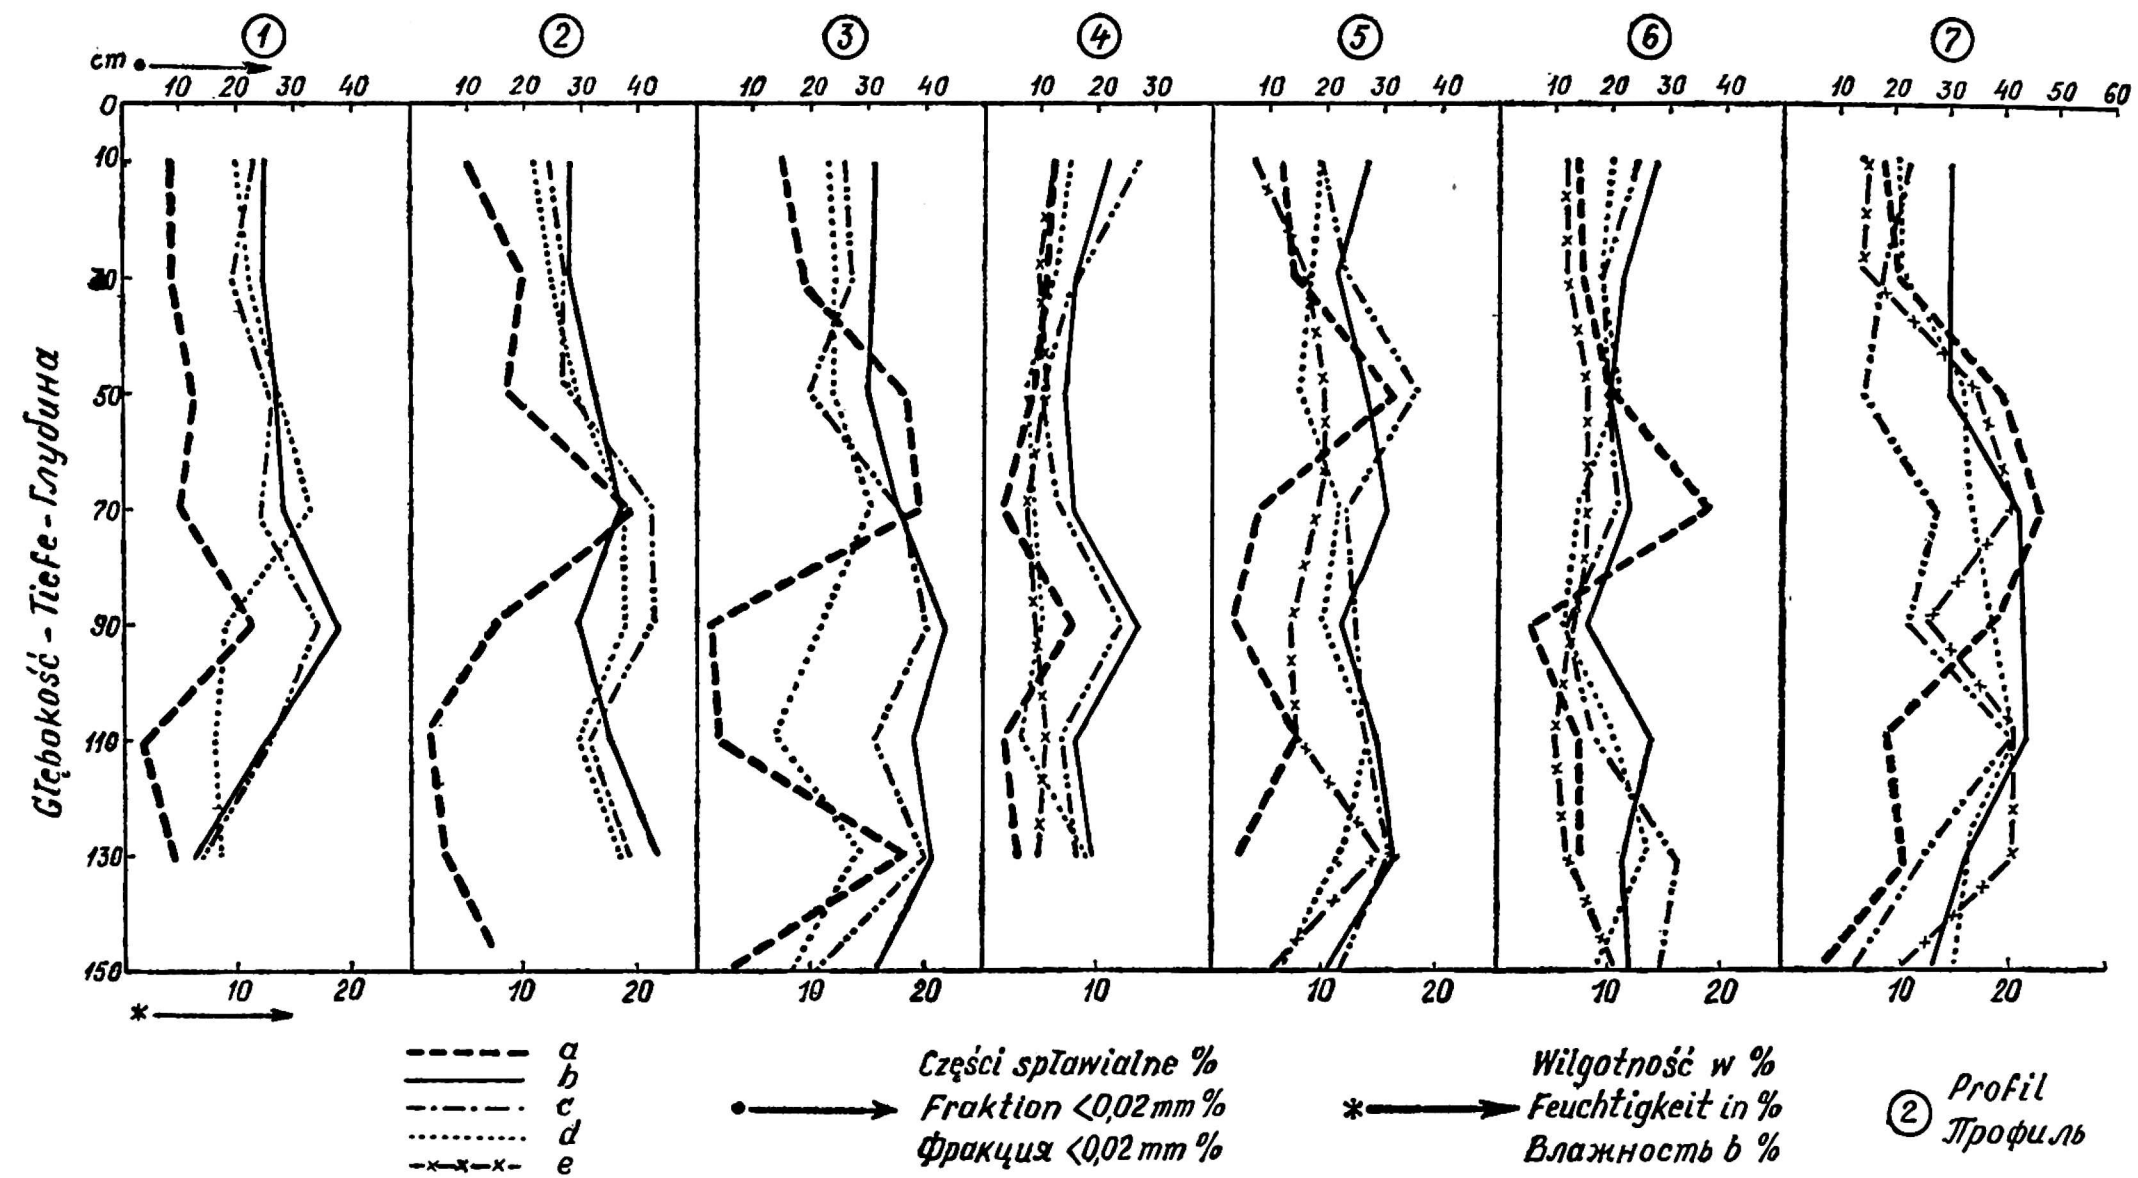 1 2 3 4 5 6 7
cm
10 20 30 40 10 20 30 40 10 20 30 40 10 20 30 10 20 30 40 10 20 30 40 10 20 30 40 50 60
0
10
50
70
90
110
130
150
Głębokość - Tiefe - Глубина
10 20 10 20 10 20 10 10 20 10 20 10 20
*
a
b
c
d
e
Części spławialne %
Fraktion <0,02 mm %
Фракция <0,02 mm %
Wilgotność w %
* Feuchtigkeit in %
Влажность b %
2 Profil
Профиль